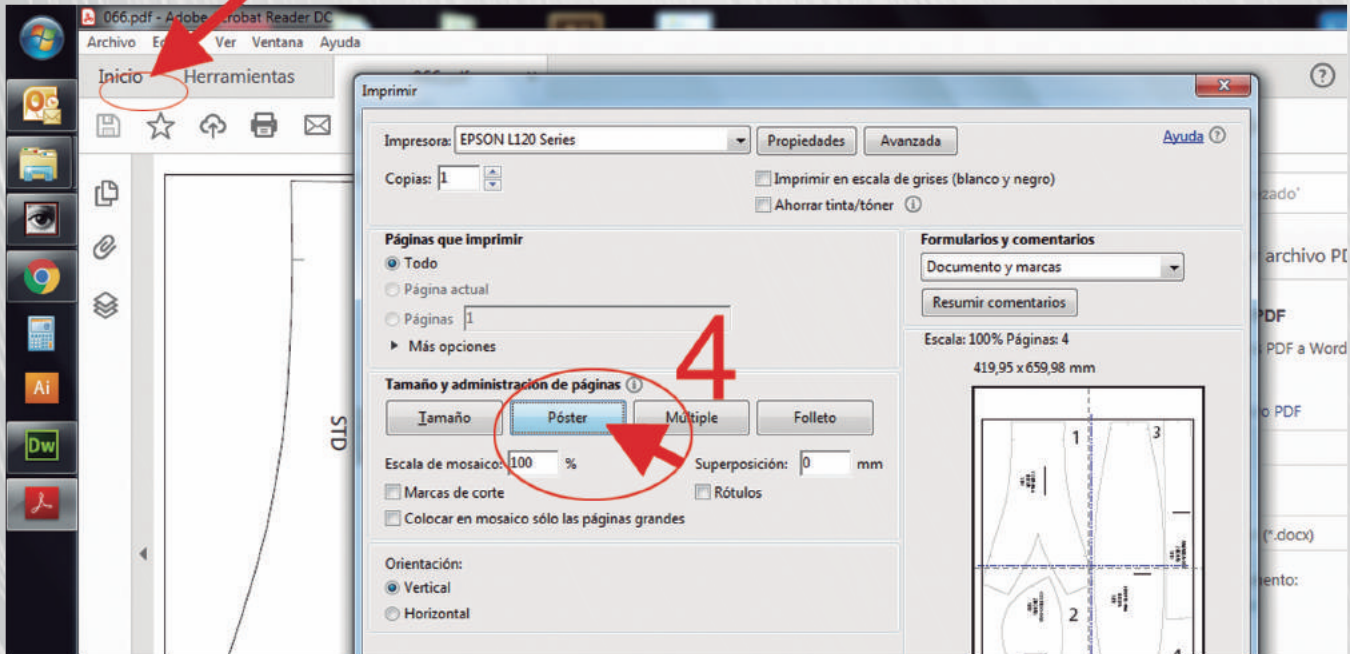 066.pdf - Adobe Acrobat Reader DC
Archivo Ver Ventana Ayuda
Inicio Herramientas
Imprimir
Impresora: EPSON L120 Series Propiedades Avanzada Ayuda
Copias: 1 Imprimir en escala de grises (blanco y negro)
Ahorrar tinta/tóner
Páginas que imprimir
Todo
Página actual
Páginas 1
Más opciones
Formularios y comentarios
Documento y marcas
Resumir comentarios
Escala: 100% Páginas: 4
419,95 x 659,98 mm
4
Tamaño y administración de páginas
Tamaño Póster Múltiple Folleto
Escala de mosaico: 100 % Superposición: 0 mm
Marcas de corte Rótulos
Colocar en mosaico sólo las páginas grandes
Orientación:
Vertical
Horizontal
1 3
2
STD
archivo
PDF
PDF a Word
PDF
(*.docx)
Ai
Dw